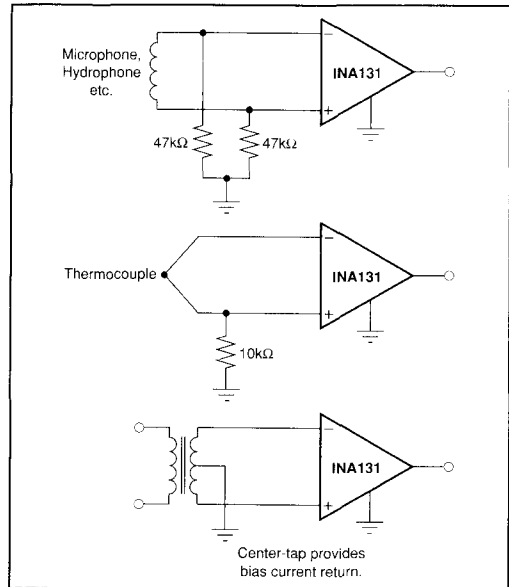 Microphone,
Hydrophone
etc.
−
INA131
+
47kΩ
47kΩ
−
Thermocouple
INA131
+
10kΩ
−
INA131
+
Center-tap provides
bias current return.